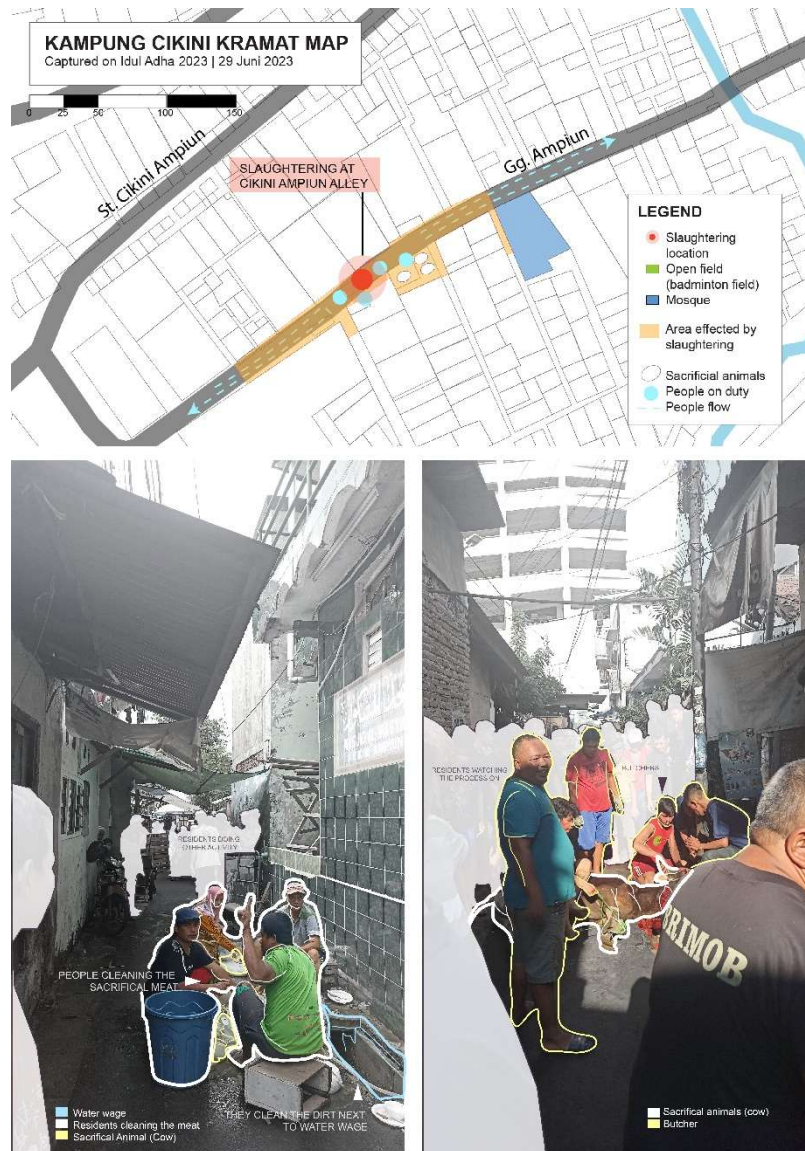 KAMPUNG CIKINI KRAMAT MAP
Captured on Idul Adha 2023 | 29 Juni 2023
0 25 50 100 150
St. Cikini Ampiun
Gg. Ampiun
SLAUGHTERING AT
CIKINI AMPIUN ALLEY
LEGEND
Slaughtering
location
Open field
(badminton field)
Mosque
Area effected by
slaughtering
Sacrificial animals
People on duty
People flow
RESIDENTS DOING
OTHER ACTIVITY
PEOPLE CLEANING THE
SACRIFICAL MEAT
THEY CLEAN THE DIRT NEXT
TO WATER WAGE
Water wage
Residents cleaning the meat
Sacrifical Animal (Cow)
RESIDENTS WATCHING
THE PROCESSION
BUTCHERS
BRIMOB
Sacrifical animals (cow)
Butcher